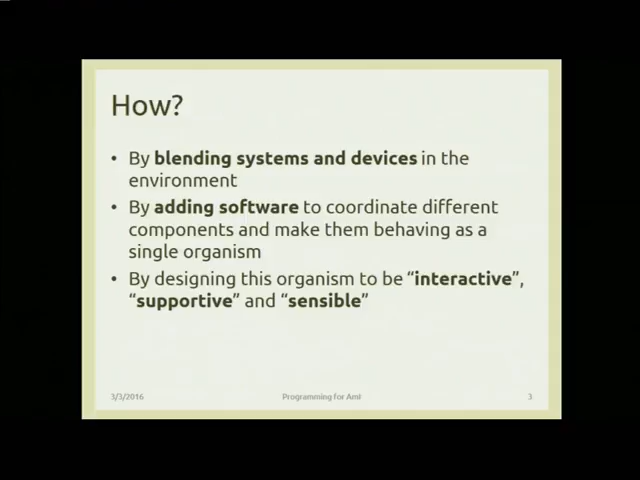 How?
• By blending systems and devices in the
environment
• By adding software to coordinate different
components and make them behaving as a
single organism
• By designing this organism to be “interactive”,
“supportive” and “sensible”
3/3/2016 Programming for AmI 3